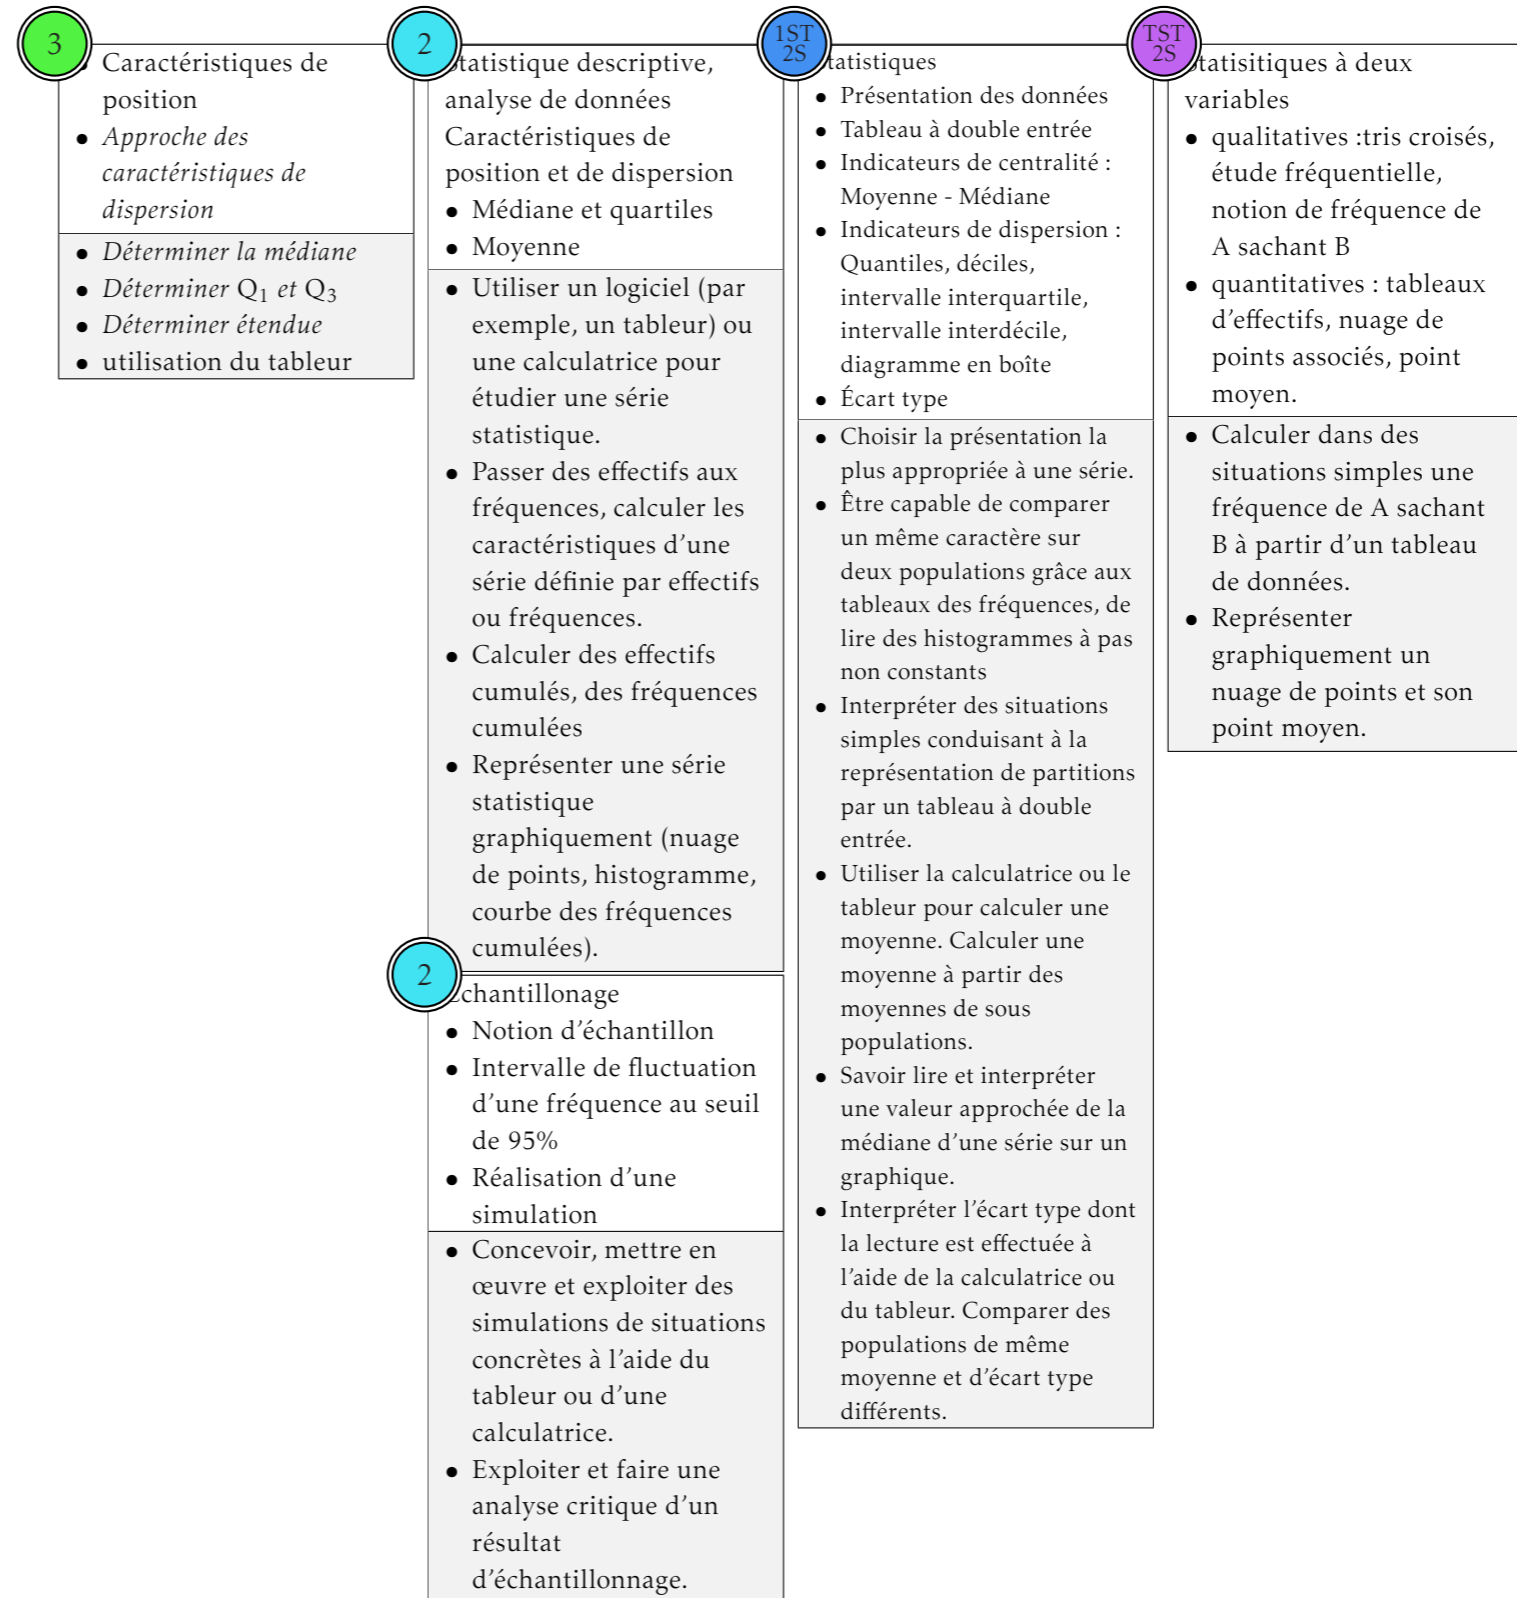 3
• Caractéristiques de
position
• Approche des
caractéristiques de
dispersion
• Déterminer la médiane
• Déterminer Q₁ et Q₃
• Déterminer étendue
• utilisation du tableur
2
Statistique descriptive,
analyse de données
Caractéristiques de
position et de dispersion
• Médiane et quartiles
• Moyenne
• Utiliser un logiciel (par
exemple, un tableur) ou
une calculatrice pour
étudier une série
statistique.
• Passer des effectifs aux
fréquences, calculer les
caractéristiques d'une
série définie par effectifs
ou fréquences.
• Calculer des effectifs
cumulés, des fréquences
cumulées
• Représenter une série
statistique
graphiquement (nuage
de points, histogramme,
courbe des fréquences
cumulées).
2
Échantillonage
• Notion d'échantillon
• Intervalle de fluctuation
d'une fréquence au seuil
de 95%
• Réalisation d'une
simulation
• Concevoir, mettre en
œuvre et exploiter des
simulations de situations
concrètes à l'aide du
tableur ou d'une
calculatrice.
• Exploiter et faire une
analyse critique d'un
résultat
d'échantillonnage.
1ST
2S
Statistiques
• Présentation des données
• Tableau à double entrée
• Indicateurs de centralité :
Moyenne - Médiane
• Indicateurs de dispersion :
Quantiles, déciles,
intervalle interquartile,
intervalle interdécile,
diagramme en boîte
• Écart type
• Choisir la présentation la
plus appropriée à une série.
• Être capable de comparer
un même caractère sur
deux populations grâce aux
tableaux des fréquences, de
lire des histogrammes à pas
non constants
• Interpréter des situations
simples conduisant à la
représentation de partitions
par un tableau à double
entrée.
• Utiliser la calculatrice ou le
tableur pour calculer une
moyenne. Calculer une
moyenne à partir des
moyennes de sous
populations.
• Savoir lire et interpréter
une valeur approchée de la
médiane d'une série sur un
graphique.
• Interpréter l'écart type dont
la lecture est effectuée à
l'aide de la calculatrice ou
du tableur. Comparer des
populations de même
moyenne et d'écart type
différents.
TST
2S
Statisitiques à deux
variables
• qualitatives :tris croisés,
étude fréquentielle,
notion de fréquence de
A sachant B
• quantitatives : tableaux
d'effectifs, nuage de
points associés, point
moyen.
• Calculer dans des
situations simples une
fréquence de A sachant
B à partir d'un tableau
de données.
• Représenter
graphiquement un
nuage de points et son
point moyen.